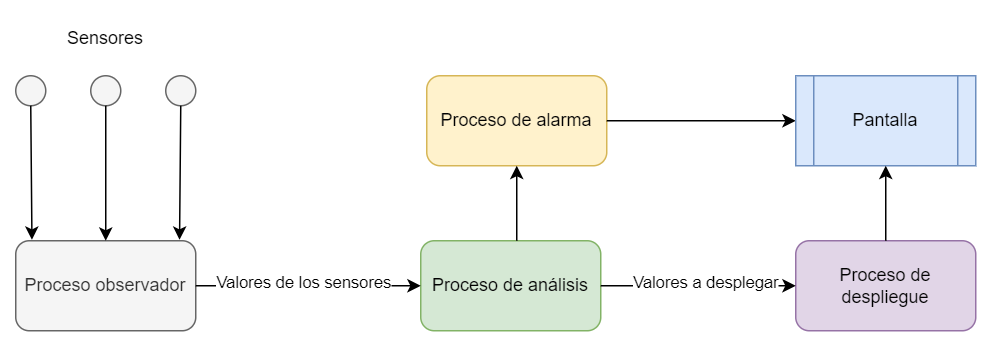 Sensores
Proceso de alarma
Pantalla
Proceso observador
Valores de los sensores
Proceso de análisis
Valores a desplegar
Proceso de
despliegue